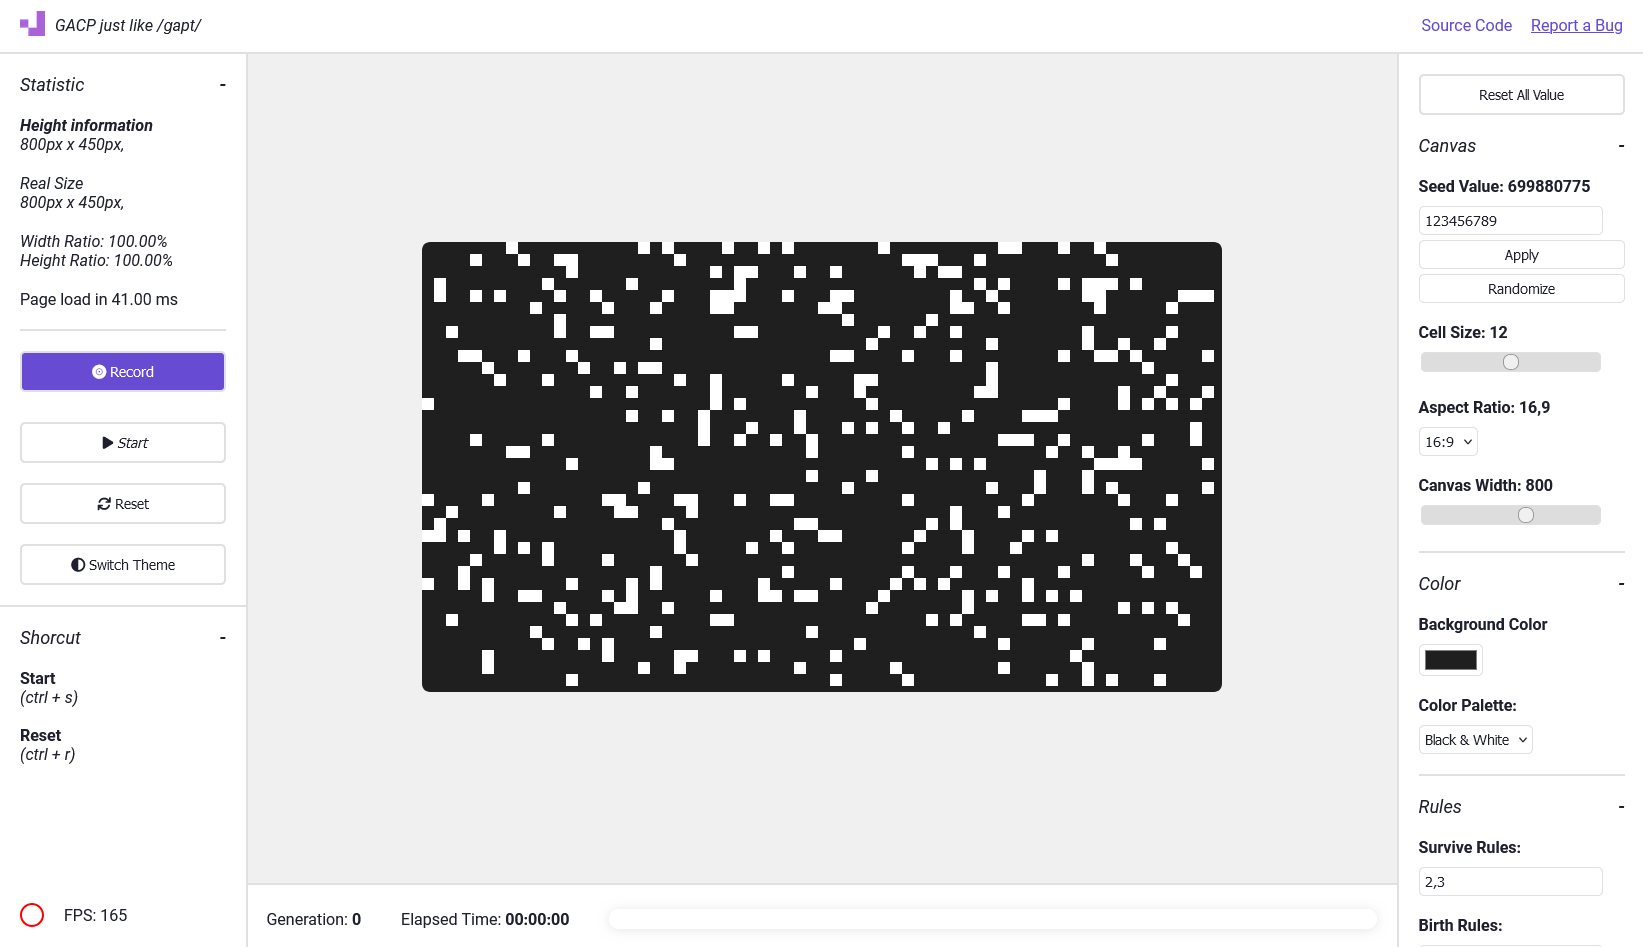 GACP just like /gapt/
Source Code
Report a Bug
Statistic
-
Height information
800px x 450px,
Real Size
800px x 450px,
Width Ratio: 100.00%
Height Ratio: 100.00%
Page load in 41.00 ms
Record
Start
Reset
Switch Theme
Shorcut
-
Start
(ctrl + s)
Reset
(ctrl + r)
FPS: 165
Generation: 0
Elapsed Time: 00:00:00
Reset All Value
Canvas
-
Seed Value: 699880775
123456789
Apply
Randomize
Cell Size: 12
Aspect Ratio: 16,9
16:9
Canvas Width: 800
Color
-
Background Color
Color Palette:
Black & White
Rules
-
Survive Rules:
2,3
Birth Rules: